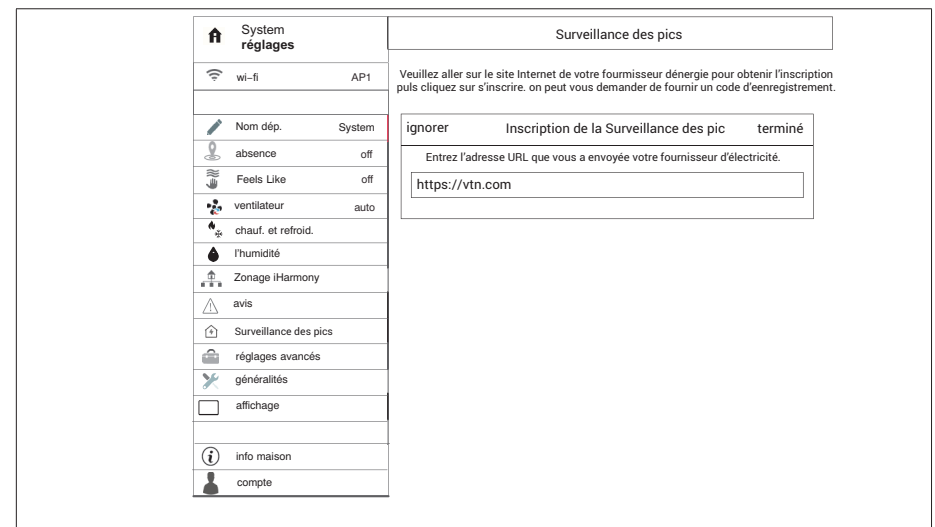 System
réglages
wi-fi AP1
Nom dép. System
absence off
Feels Like off
ventilateur auto
chauf. et refroid.
l'humidité
Zonage iHarmony
avis
Surveillance des pics
réglages avancés
généralités
affichage
info maison
compte
Surveillance des pics
Veuillez aller sur le site Internet de votre fourmisseur dénergie pour obtenir l'inscription
puls cliquez sur s'inscrire. on peut vous demander de fournir un code d'eenregistrement.
ignorer Inscription de la Surveillance des pic terminé
Entrez l'adresse URL que vous a envoyée votre fournisseur d'électricité.
https://vtn.com